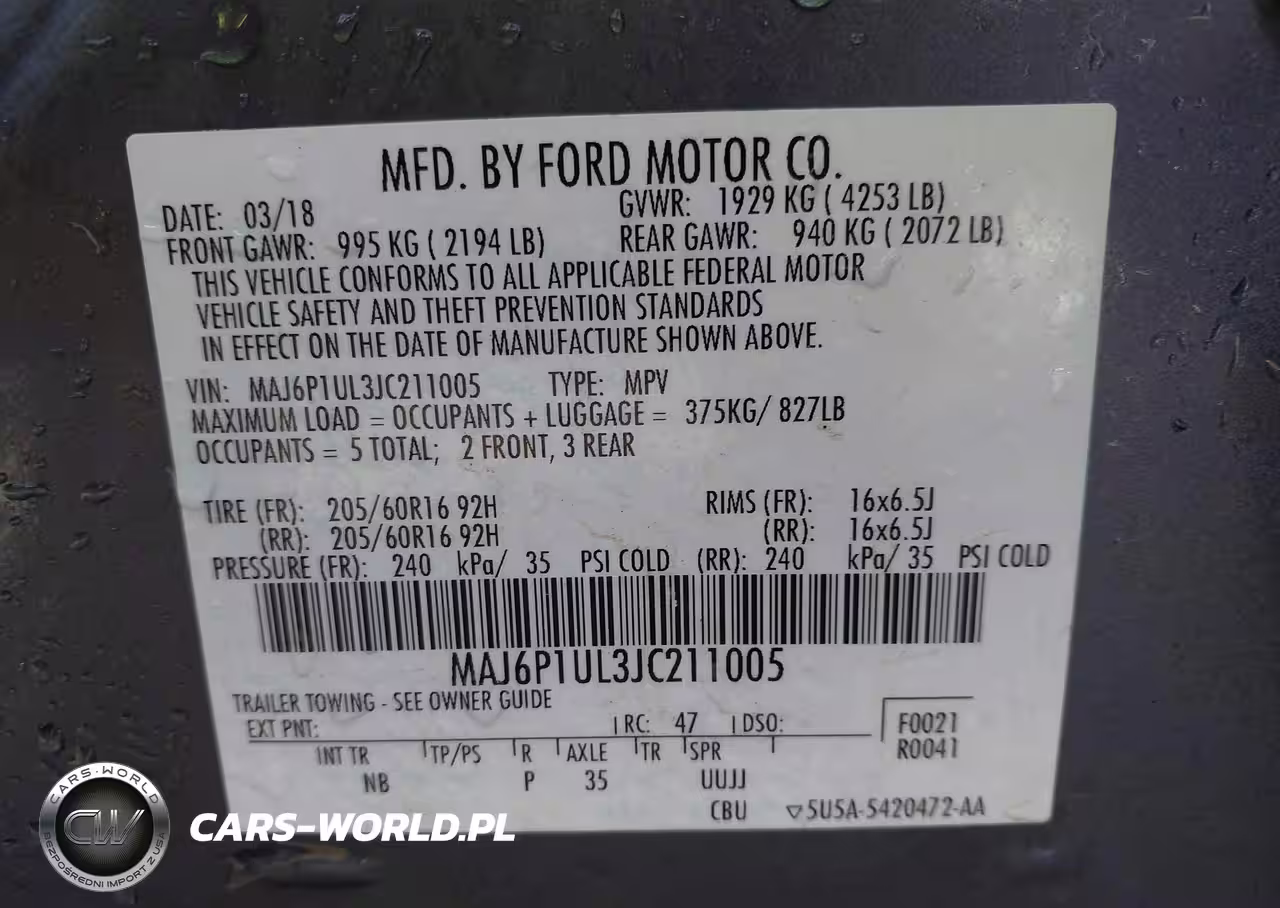 MFD. BY FORD MOTOR CO.
DATE: 03/18 GVWR: 1929 KG ( 4253 LB)
FRONT GAWR: 995 KG ( 2194 LB) REAR GAWR: 940 KG ( 2072 LB)
THIS VEHICLE CONFORMS TO ALL APPLICABLE FEDERAL MOTOR
VEHICLE SAFETY AND THEFT PREVENTION STANDARDS
IN EFFECT ON THE DATE OF MANUFACTURE SHOWN ABOVE.
VIN: MAJ6P1UL3JC211005 TYPE: MPV
MAXIMUM LOAD = OCCUPANTS + LUGGAGE = 375KG/ 827LB
OCCUPANTS = 5 TOTAL; 2 FRONT, 3 REAR
TIRE (FR): 205/60R16 92H RIMS (FR): 16x6.5J
(RR): 205/60R16 92H (RR): 16x6.5J
PRESSURE (FR): 240 kPa/ 35 PSI COLD (RR): 240 kPa/ 35 PSI COLD
MAJ6P1UL3JC211005
TRAILER TOWING - SEE OWNER GUIDE
EXT PNT: RC: 47 DSO: F0021
R0041
INT TR TP/PS R AXLE TR SPR
NB P 35 UUJJ
CBU ▽5U5A-5420472-AA
CARS-WORLD
CW
BEZPOŚREDNI IMPORT Z USA
CARS-WORLD.PL